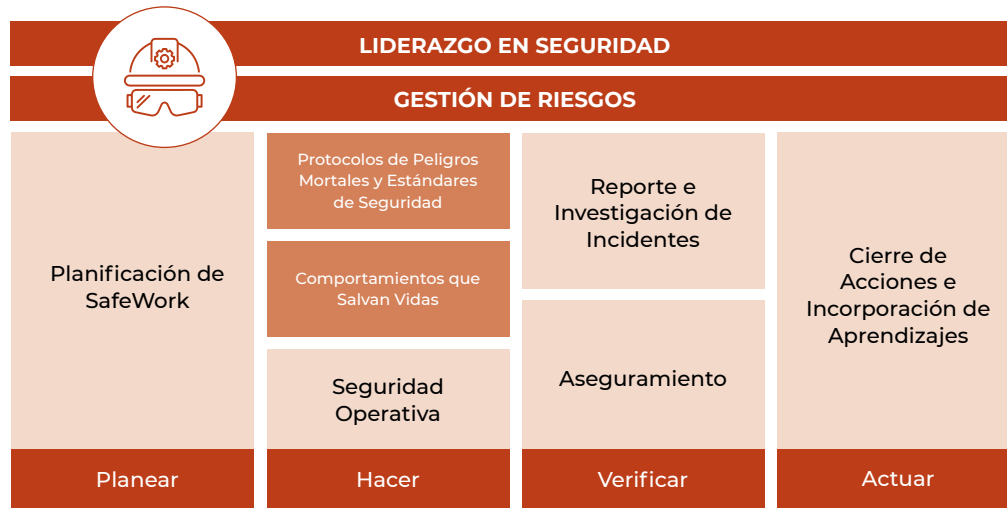 LIDERAZGO EN SEGURIDAD
GESTIÓN DE RIESGOS
Planificación de
SafeWork
Planear
Protocolos de Peligros
Mortales y Estándares
de Seguridad
Comportamientos que
Salvan Vidas
Seguridad
Operativa
Hacer
Reporte e
Investigación de
Incidentes
Aseguramiento
Verificar
Cierre de
Acciones e
Incorporación de
Aprendizajes
Actuar